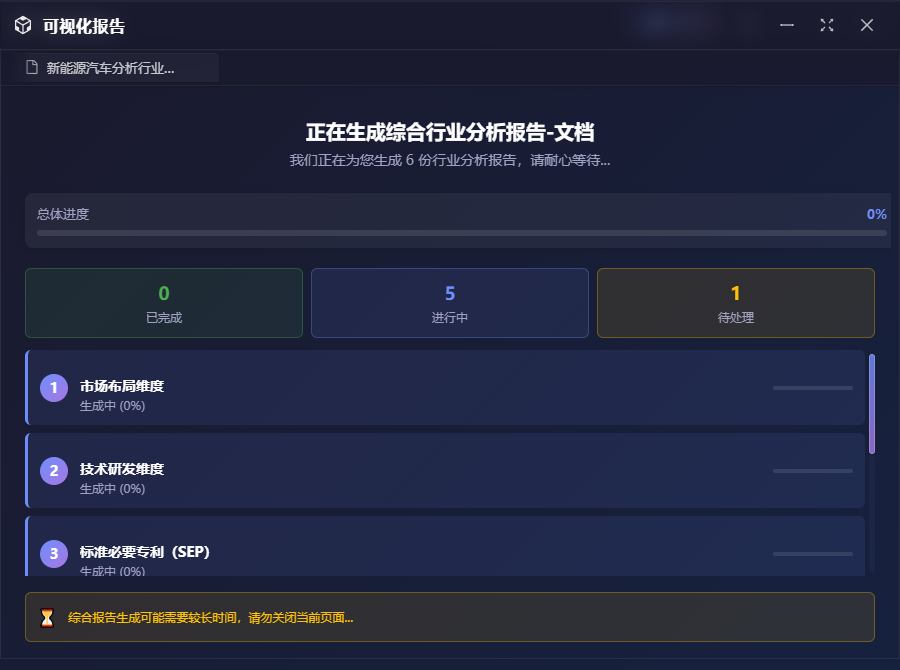 可视化报告
新能源汽车分析行业...
正在生成综合行业分析报告-文档
我们正在为您生成 6 份行业分析报告，请耐心等待...
总体进度
0%
0
已完成
5
进行中
1
待处理
1
市场布局维度
生成中 (0%)
2
技术研发维度
生成中 (0%)
3
标准必要专利（SEP）
生成中 (0%)
综合报告生成可能需要较长时间，请勿关闭当前页面...